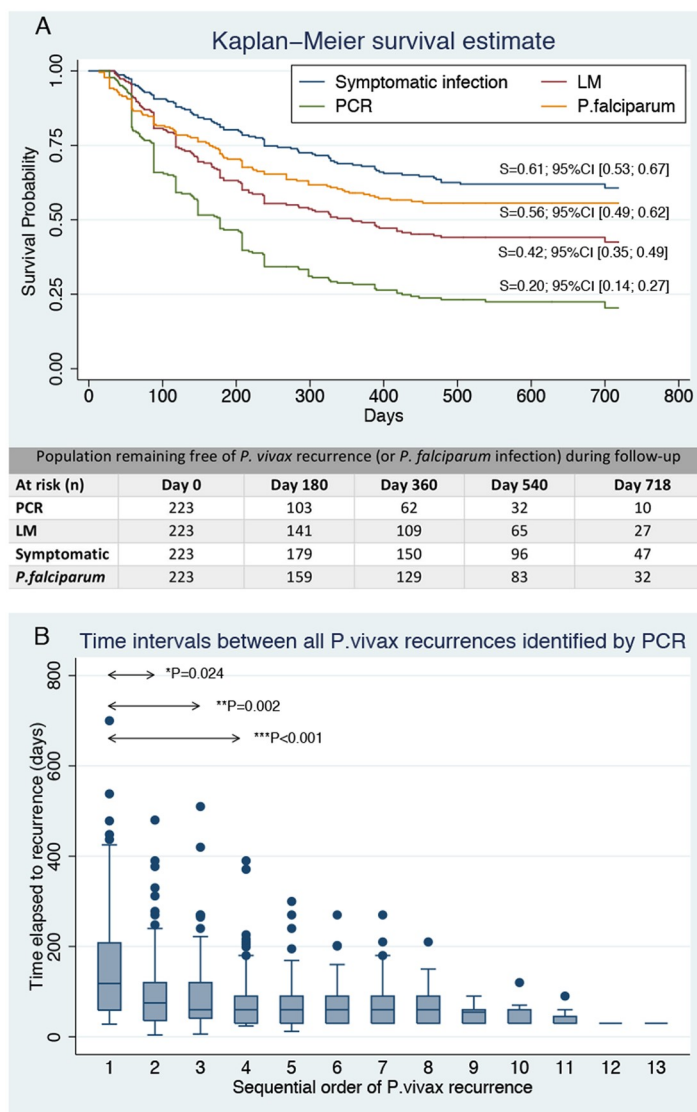 A
Kaplan–Meier survival estimate
Symptomatic infection
LM
PCR
P.falciparum
Survival Probability
1.00
0.75
0.50
0.25
0.00
S=0.61; 95%CI [0.53; 0.67]
S=0.56; 95%CI [0.49; 0.62]
S=0.42; 95%CI [0.35; 0.49]
S=0.20; 95%CI [0.14; 0.27]
0 100 200 300 400 500 600 700 800
Days
Population remaining free of P. vivax recurrence (or P. falciparum infection) during follow-up
At risk (n) Day 0 Day 180 Day 360 Day 540 Day 718
PCR 223 103 62 32 10
LM 223 141 109 65 27
Symptomatic 223 179 150 96 47
P.falciparum 223 159 129 83 32
B
Time intervals between all P.vivax recurrences identified by PCR
Time elapsed to recurrence (days)
800
600
400
200
0
*P=0.024
**P=0.002
***P<0.001
1 2 3 4 5 6 7 8 9 10 11 12 13
Sequential order of P.vivax recurrence